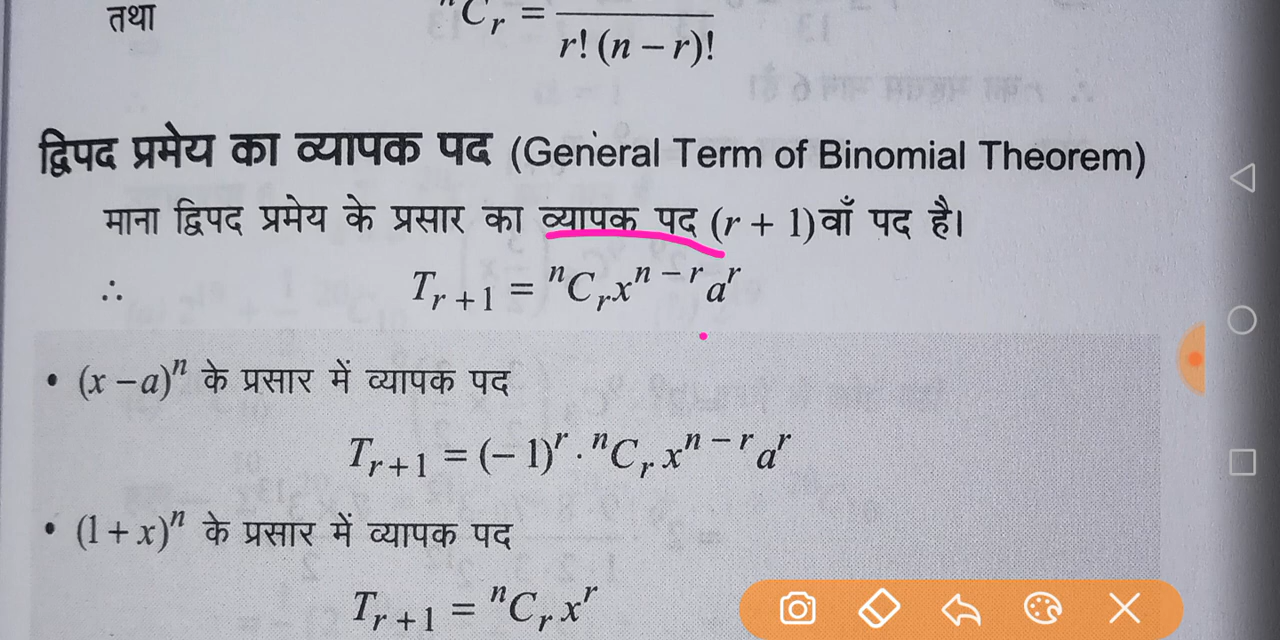 तथा ⁿCᵣ = r! (n – r)!
द्विपद प्रमेय का व्यापक पद (General Term of Binomial Theorem)
माना द्विपद प्रमेय के प्रसार का व्यापक पद (r + 1)वाँ पद है।
∴ Tᵣ₊₁ = ⁿCᵣxⁿ⁻ʳaʳ
• (x – a)ⁿ के प्रसार में व्यापक पद
Tᵣ₊₁ = (– 1)ʳ · ⁿCᵣ xⁿ⁻ʳaʳ
• (1 + x)ⁿ के प्रसार में व्यापक पद
Tᵣ₊₁ = ⁿCᵣ xʳ